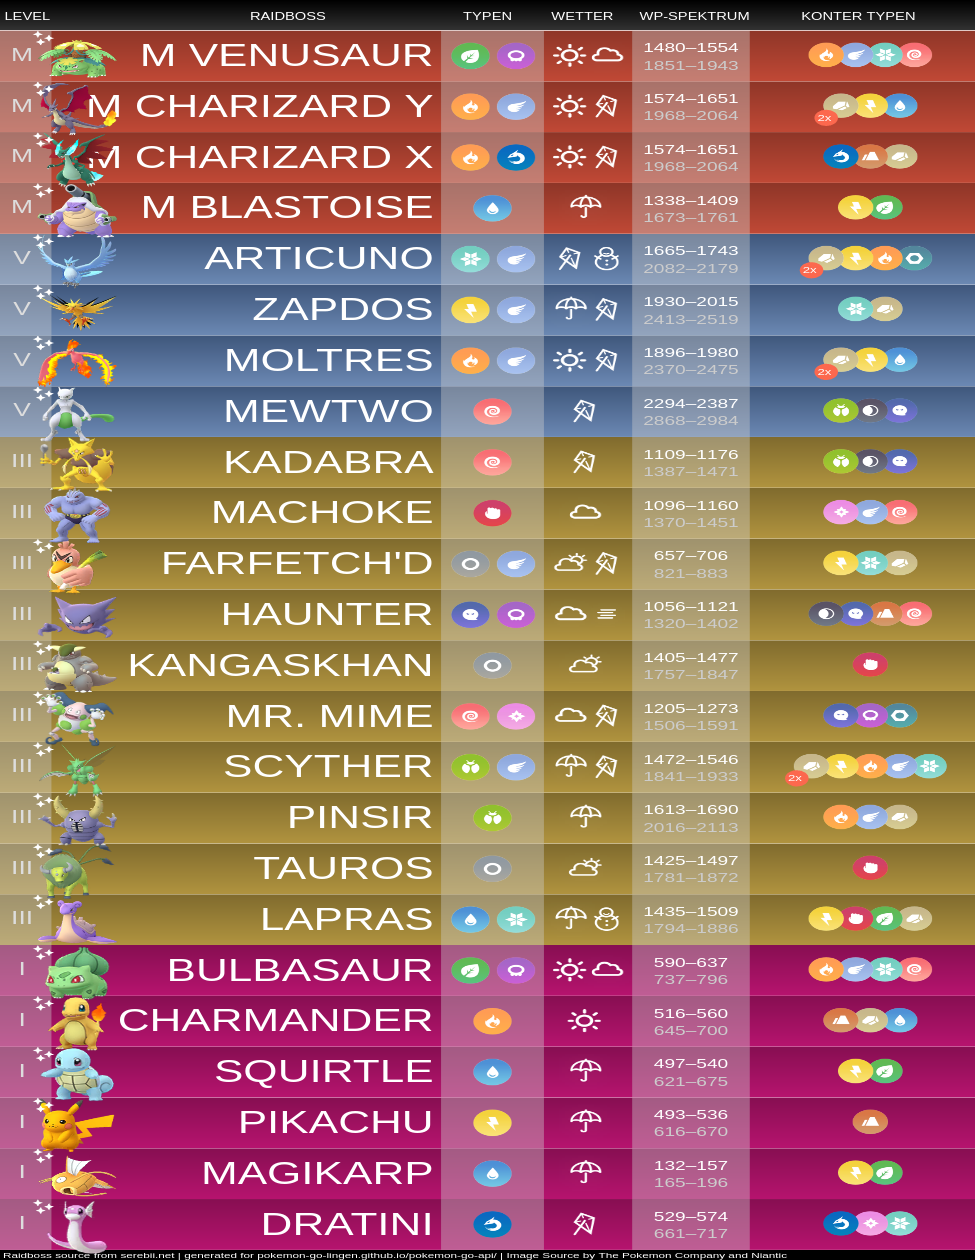 LEVEL RAIDBOSS TYPEN WETTER WP-SPEKTRUM KONTER TYPEN
M M VENUSAUR 1480–1554
1851–1943
M M CHARIZARD Y 1574–1651
1968–2064 2x
M M CHARIZARD X 1574–1651
1968–2064
M M BLASTOISE 1338–1409
1673–1761
V ARTICUNO 1665–1743
2082–2179 2x
V ZAPDOS 1930–2015
2413–2519
V MOLTRES 1896–1980
2370–2475 2x
V MEWTWO 2294–2387
2868–2984
III KADABRA 1109–1176
1387–1471
III MACHOKE 1096–1160
1370–1451
III FARFETCH'D 657–706
821–883
III HAUNTER 1056–1121
1320–1402
III KANGASKHAN 1405–1477
1757–1847
III MR. MIME 1205–1273
1506–1591
III SCYTHER 1472–1546
1841–1933 2x
III PINSIR 1613–1690
2016–2113
III TAUROS 1425–1497
1781–1872
III LAPRAS 1435–1509
1794–1886
I BULBASAUR 590–637
737–796
I CHARMANDER 516–560
645–700
I SQUIRTLE 497–540
621–675
I PIKACHU 493–536
616–670
I MAGIKARP 132–157
165–196
I DRATINI 529–574
661–717
Raidboss source from serebii.net | generated for pokemon-go-lingen.github.io/pokemon-go-api/ | Image Source by The Pokemon Company and Niantic